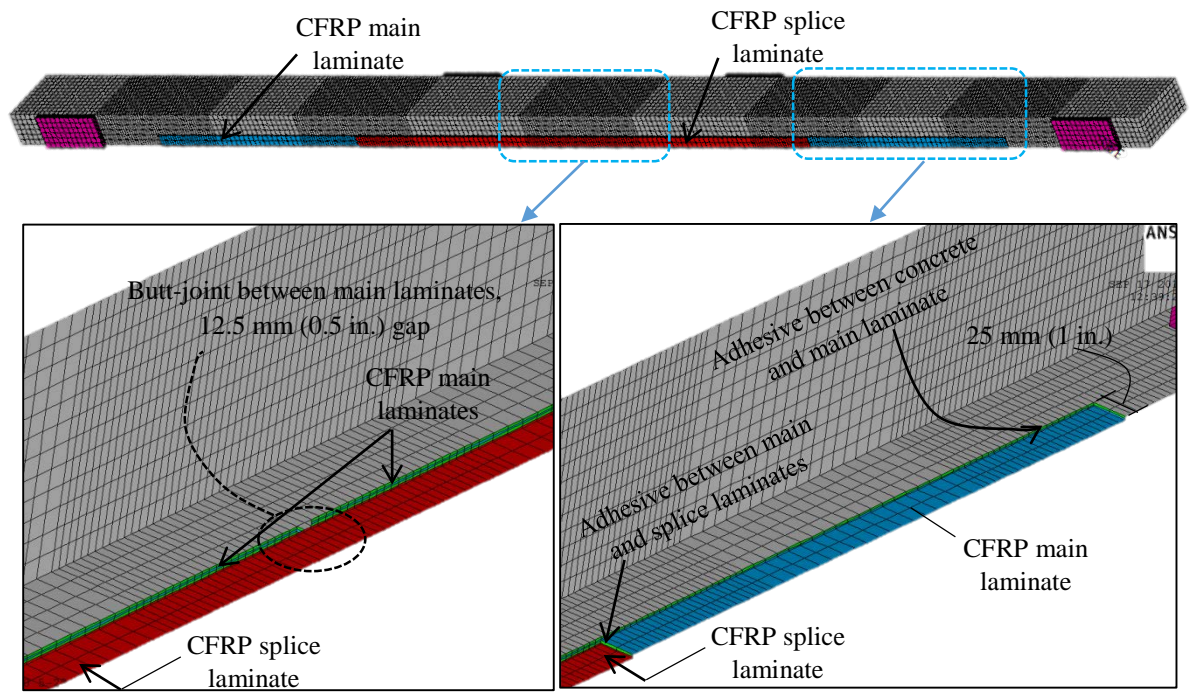 CFRP main
laminate
CFRP splice
laminate
Butt-joint between main laminates,
12.5 mm (0.5 in.) gap
CFRP main
laminates
CFRP splice
laminate
ANS
Adhesive between concrete
and main laminate
25 mm (1 in.)
Adhesive between main
and splice laminates
CFRP main
laminate
CFRP splice
laminate